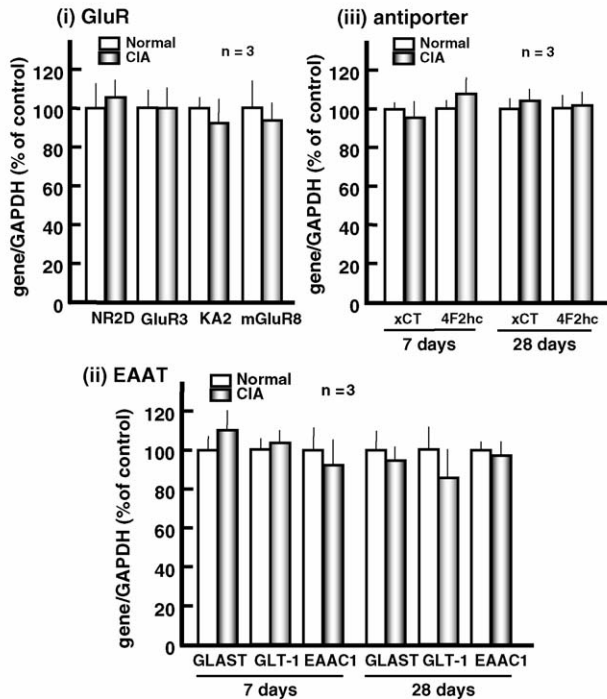 (i) GluR
Normal
CIA
n = 3
gene/GAPDH (% of control)
120
100
80
60
40
20
0
NR2D GluR3 KA2 mGluR8
(iii) antiporter
Normal
CIA
n = 3
gene/GAPDH (% of control)
120
100
80
60
40
20
0
xCT 4F2hc xCT 4F2hc
7 days 28 days
(ii) EAAT
Normal
CIA
n = 3
gene/GAPDH (%of control)
120
100
80
60
40
20
0
GLAST GLT-1 EAAC1 GLAST GLT-1 EAAC1
7 days 28 days